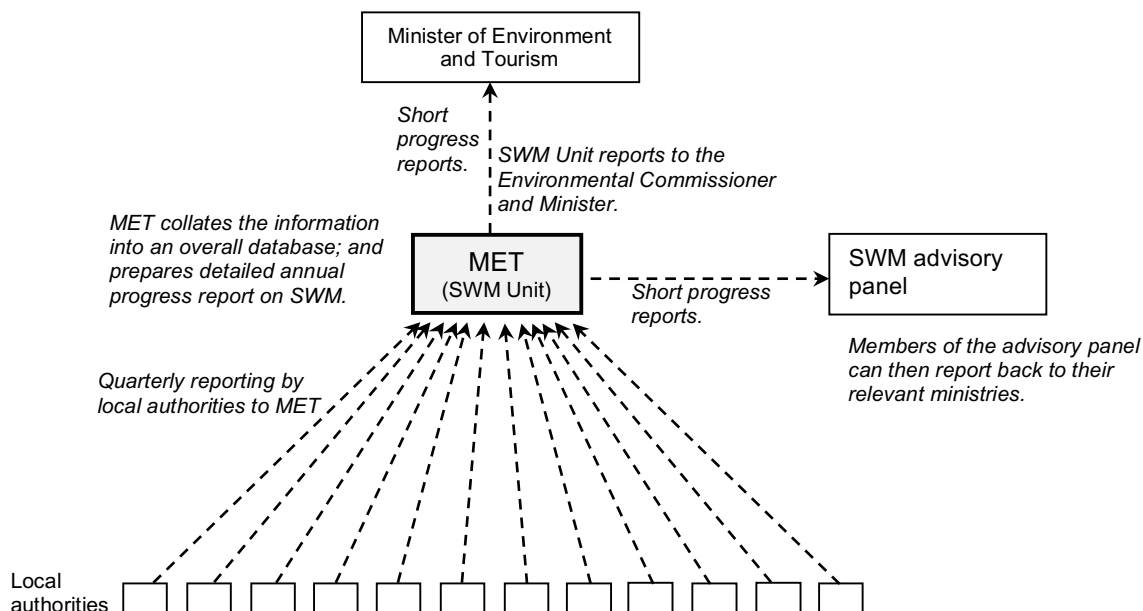 Minister of Environment
and Tourism
Short
progress
reports.
SWM Unit reports to the
Environmental Commissioner
and Minister.
MET collates the information
into an overall database; and
prepares detailed annual
progress report on SWM.
MET
(SWM Unit)
Short progress
reports.
SWM advisory
panel
Members of the advisory panel
can then report back to their
relevant ministries.
Quarterly reporting by
local authorities to MET
Local
authorities